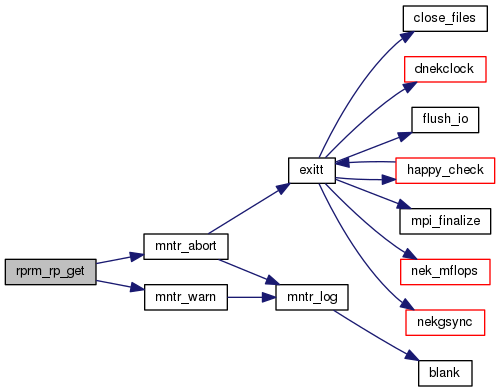 close_files
dnekclock
flush_io
exitt
happy_check
mpi_finalize
mntr_abort
rprm_rp_get
nek_mflops
mntr_warn
mntr_log
nekgsync
blank